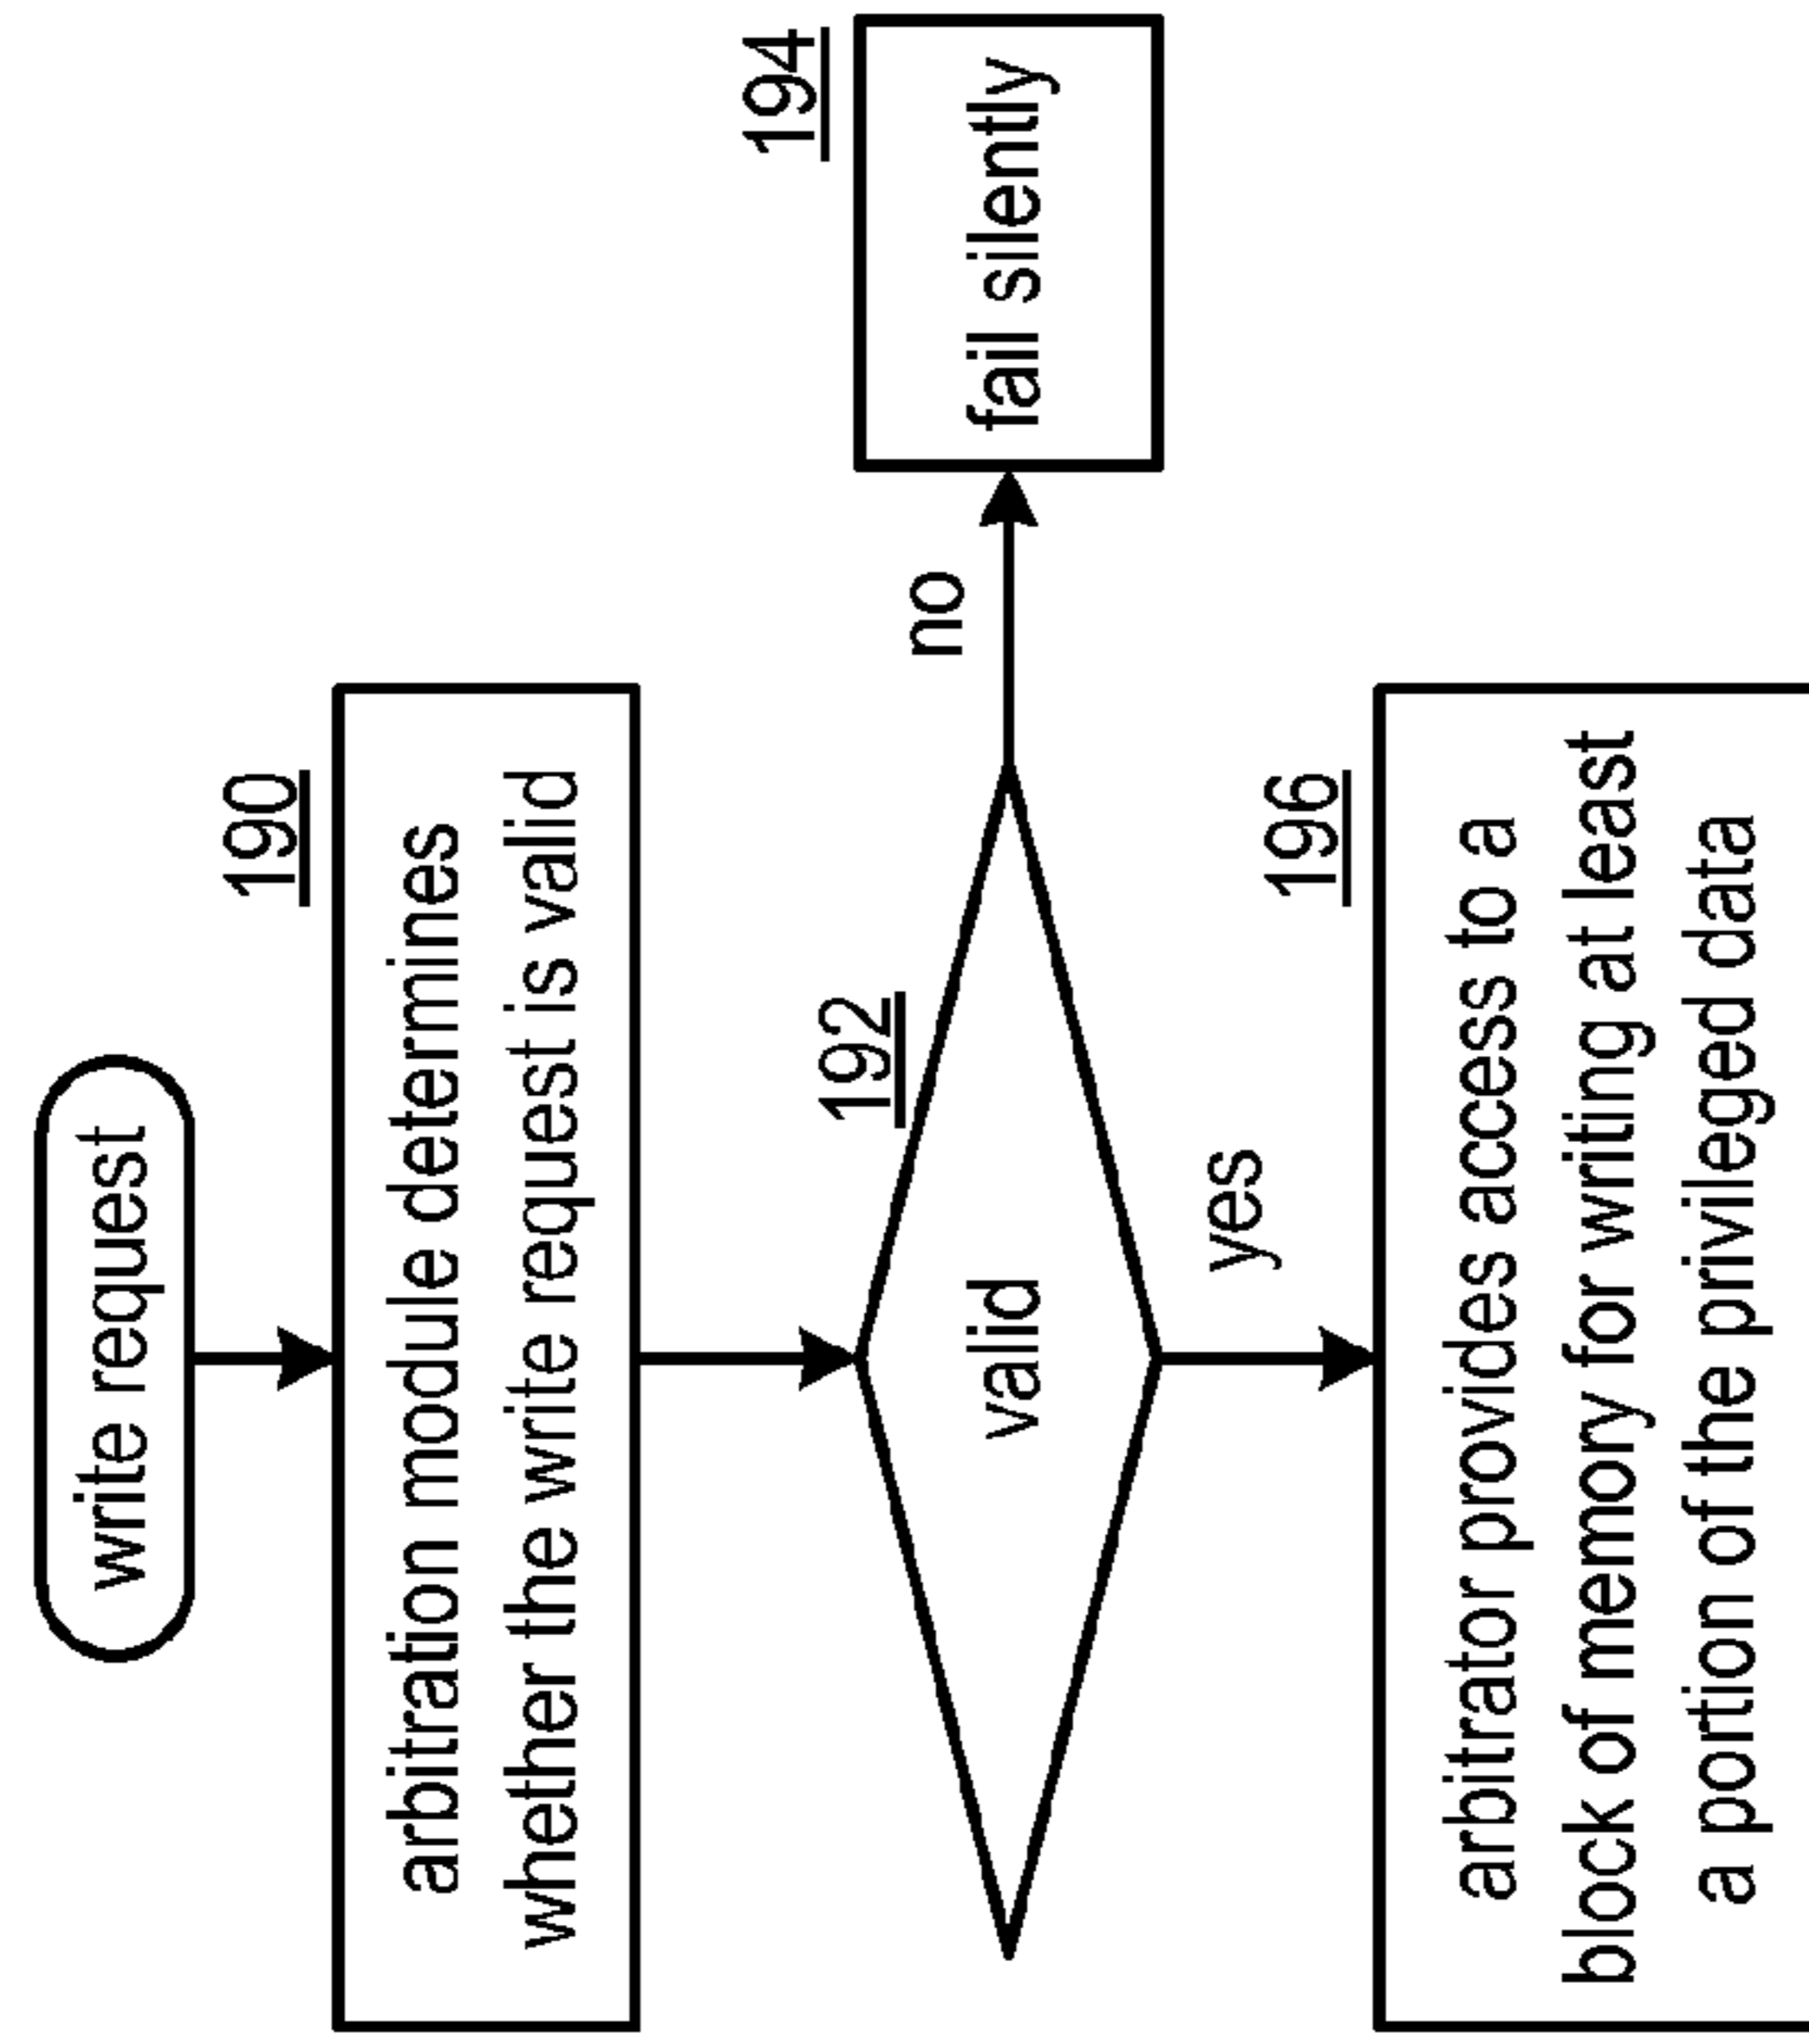 write request
190
arbitration module determines
whether the write request is valid
192
valid
no
194
fail silently
yes
196
arbitrator provides access to a
block of memory for writing at least
a portion of the privileged data